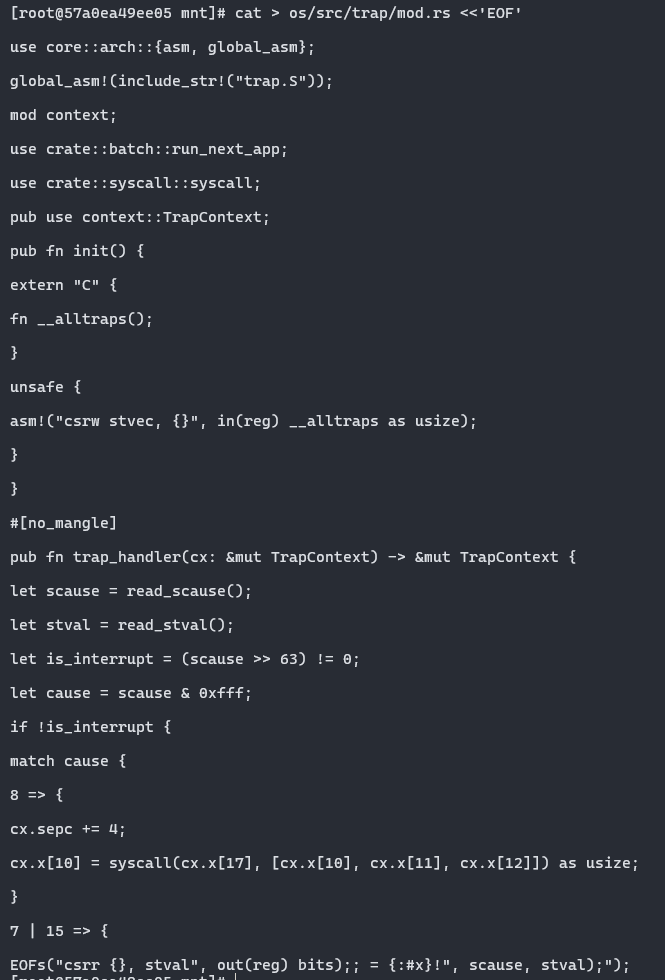 [root@57a0ea49ee05 mnt]# cat > os/src/trap/mod.rs <<'EOF'
use core::arch::{asm, global_asm};
global_asm!(include_str!("trap.S"));
mod context;
use crate::batch::run_next_app;
use crate::syscall::syscall;
pub use context::TrapContext;
pub fn init() {
extern "C" {
fn __alltraps();
}
unsafe {
asm!("csrw stvec, {}", in(reg) __alltraps as usize);
}
}
#[no_mangle]
pub fn trap_handler(cx: &mut TrapContext) -> &mut TrapContext {
let scause = read_scause();
let stval = read_stval();
let is_interrupt = (scause >> 63) != 0;
let cause = scause & 0xfff;
if !is_interrupt {
match cause {
8 => {
cx.sepc += 4;
cx.x[10] = syscall(cx.x[17], [cx.x[10], cx.x[11], cx.x[12]]) as usize;
}
7 | 15 => {
EOFs("csrr {}, stval", out(reg) bits);; = {:#x}!", scause, stval);");
[root@57a0ea49ee05 mnt]#